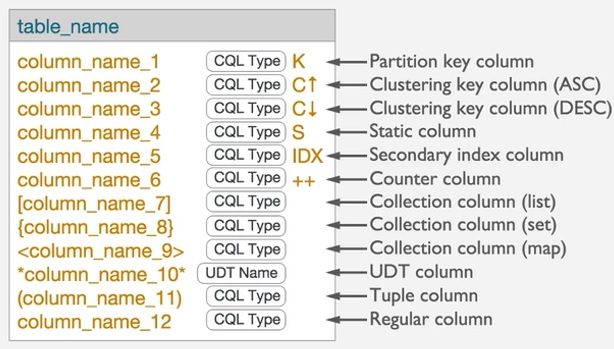 table_name
column_name_1 CQL Type K Partition key column
column_name_2 CQL Type C↑ Clustering key column (ASC)
column_name_3 CQL Type C↓ Clustering key column (DESC)
column_name_4 CQL Type S Static column
column_name_5 CQL Type IDX Secondary index column
column_name_6 CQL Type ++ Counter column
[column_name_7] CQL Type Collection column (list)
{column_name_8} CQL Type Collection column (set)
<column_name_9> CQL Type Collection column (map)
*column_name_10* UDT Name UDT column
(column_name_11) CQL Type Tuple column
column_name_12 CQL Type Regular column